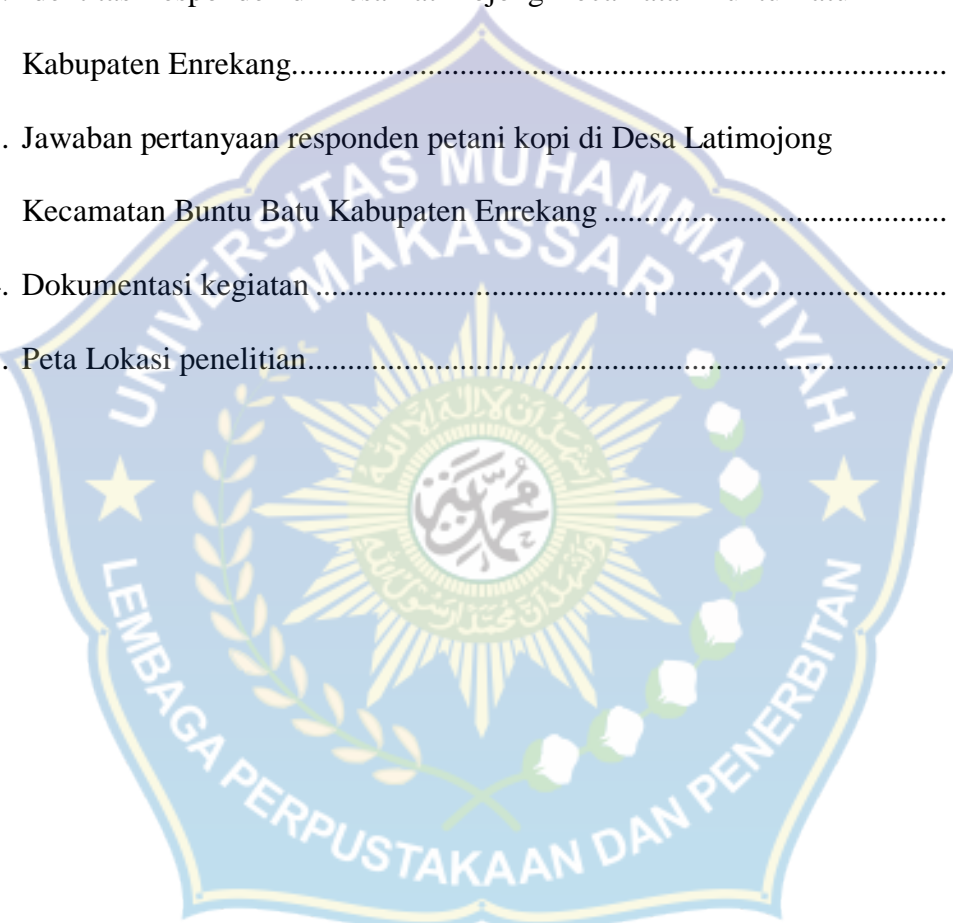 Kabupaten Enrekang.................................................................................
. Jawaban pertanyaan responden petani kopi di Desa Latimojong
Kecamatan Buntu Batu Kabupaten Enrekang ...........................................
. Dokumentasi kegiatan ..............................................................................
. Peta Lokasi penelitian...............................................................................
UNIVERSITAS MUHAMMADIYAH
MAKASSAR
LEMBAGA PERPUSTAKAAN DAN PENERBITAN